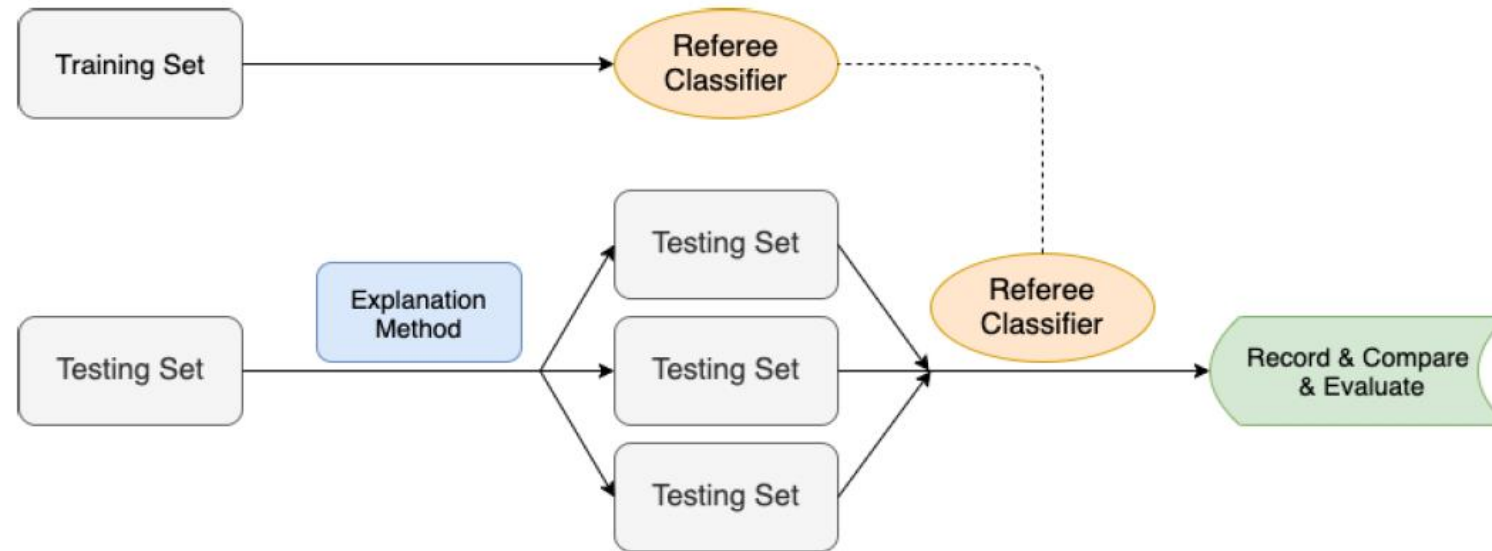 Training Set
Referee
Classifier
Testing Set
Explanation
Method
Testing Set
Testing Set
Testing Set
Referee
Classifier
Record & Compare
& Evaluate